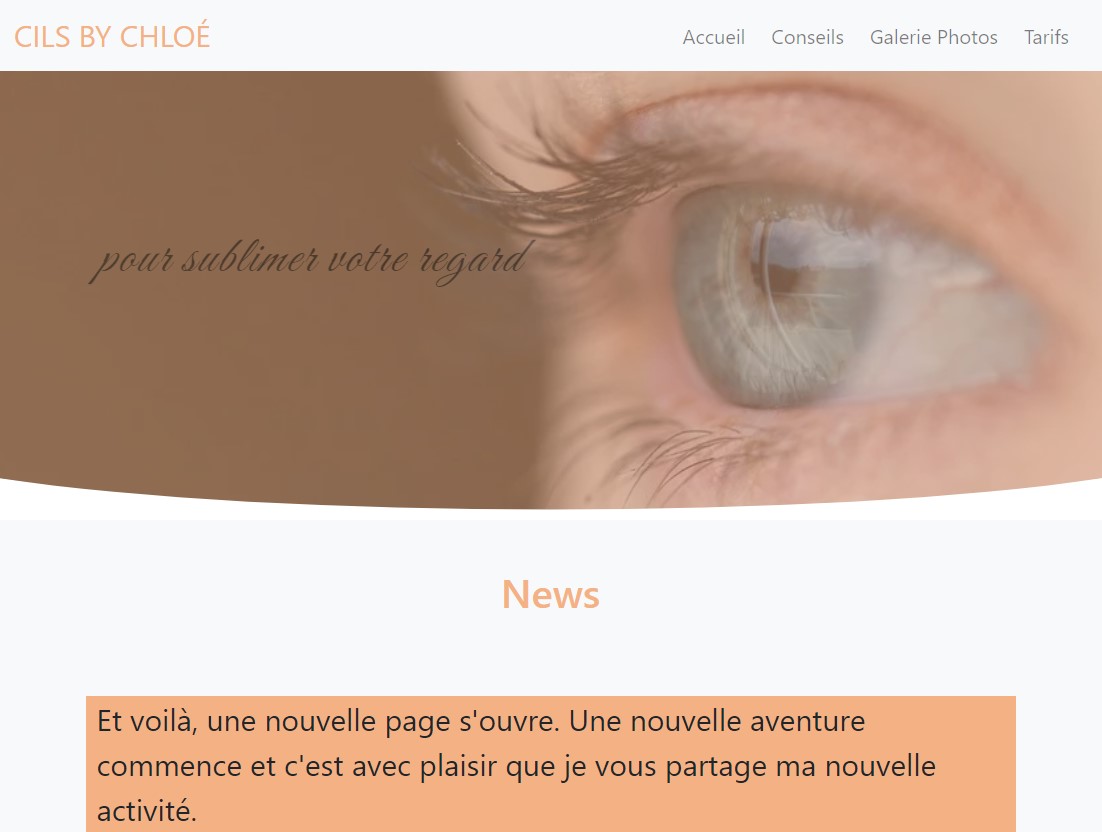 CILS BY CHLOÉ
Accueil Conseils Galerie Photos Tarifs
pour sublimer votre regard
News
Et voilà, une nouvelle page s'ouvre. Une nouvelle aventure
commence et c'est avec plaisir que je vous partage ma nouvelle
activité.